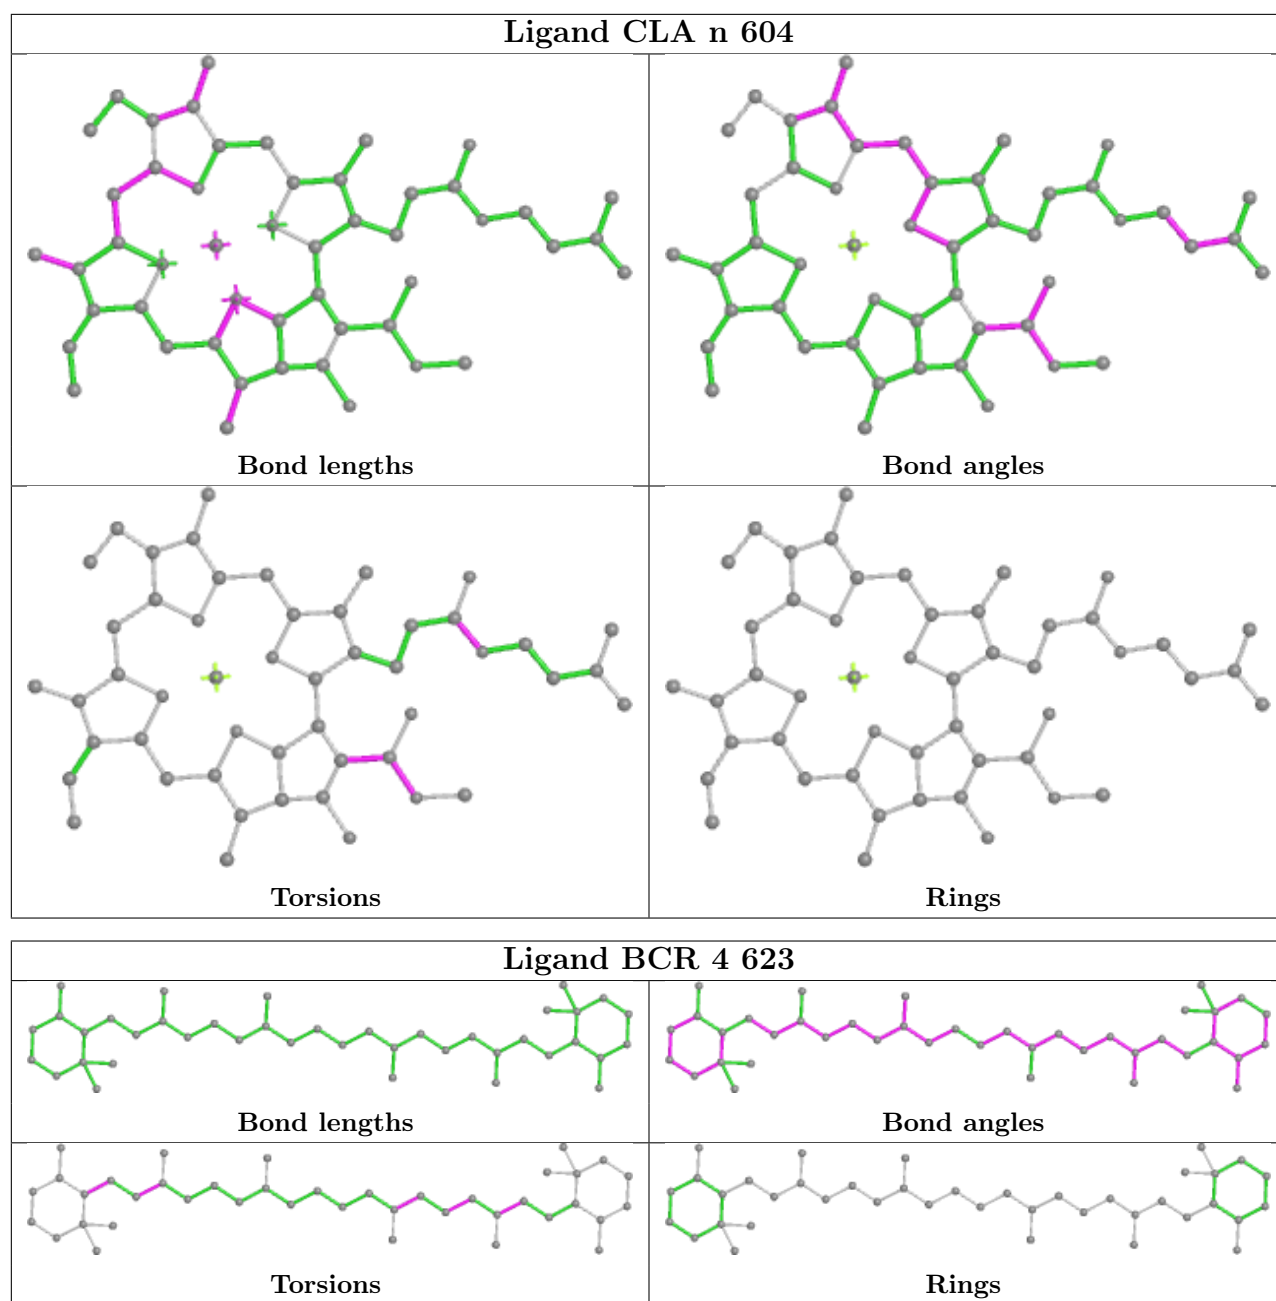 Ligand CLA n 604
Bond lengths
Bond angles
Torsions
Rings
Ligand BCR 4 623
Bond lengths
Bond angles
Torsions
Rings